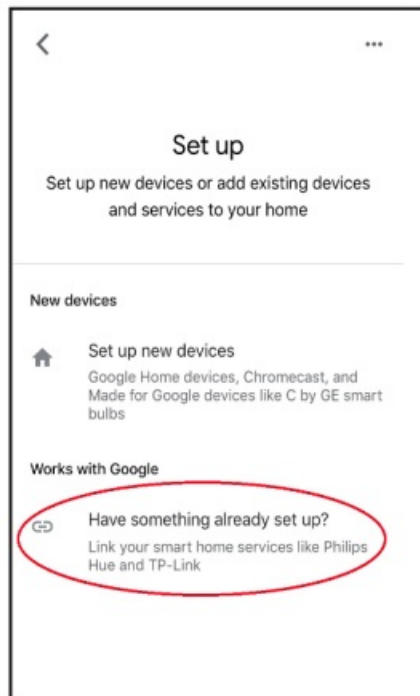 Set up
Set up new devices or add existing devices
and services to your home
New devices
Set up new devices
Google Home devices, Chromecast, and
Made for Google devices like C by GE smart
bulbs
Works with Google
Have something already set up?
Link your smart home services like Philips
Hue and TP-Link